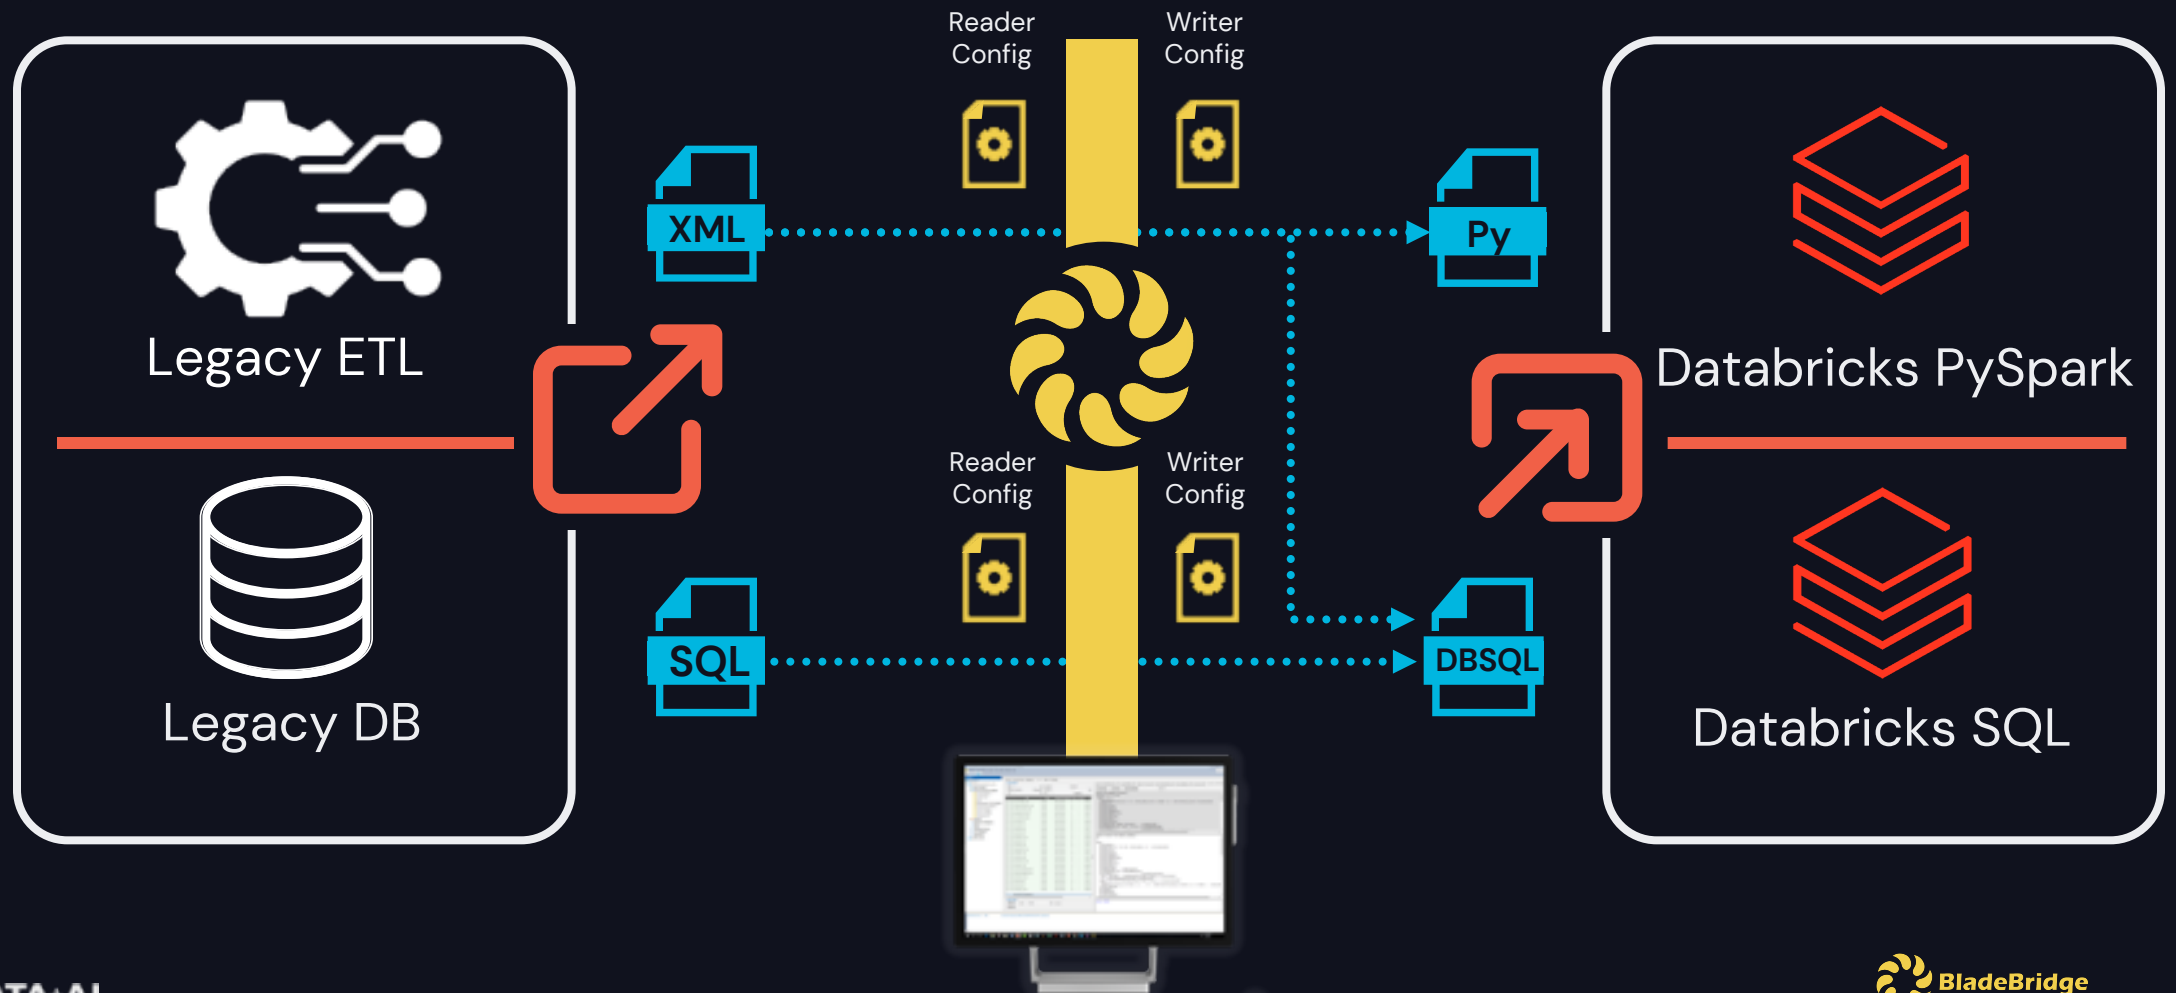 Reader
Config
Writer
Config
XML
Py
Legacy ETL
Databricks PySpark
Reader
Config
Writer
Config
SQL
DBSQL
Legacy DB
Databricks SQL
BladeBridge